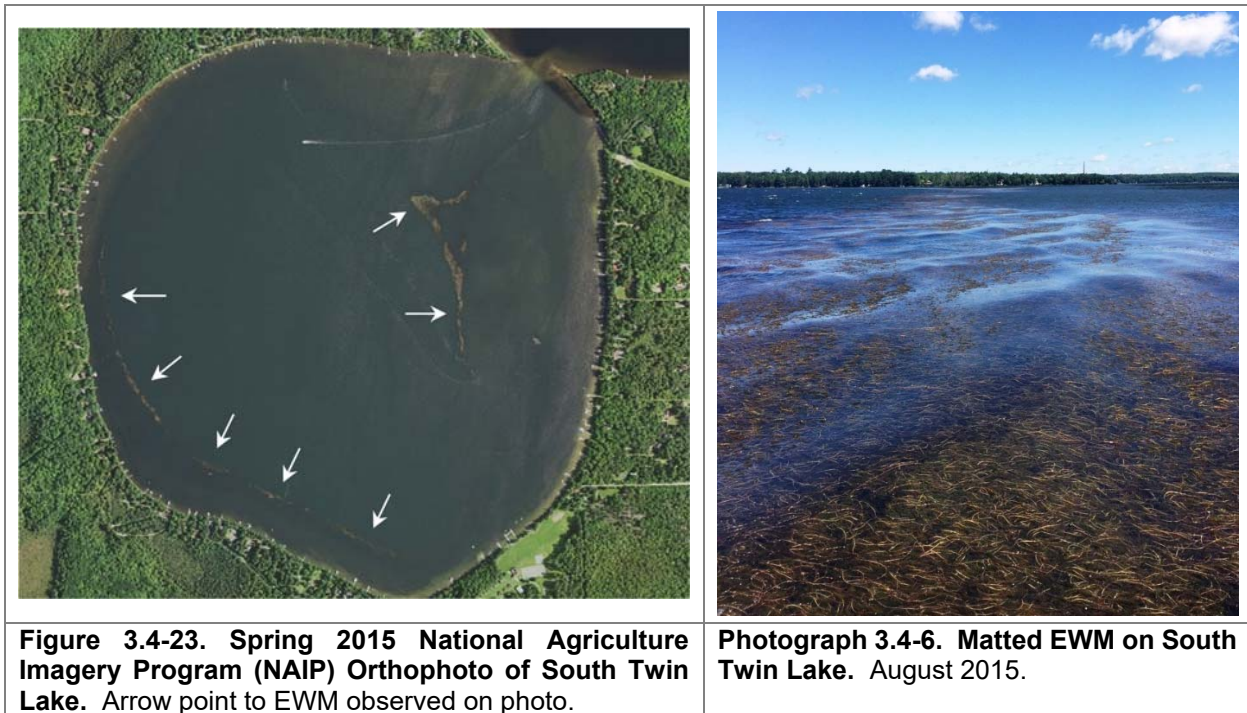 Figure 3.4-23. Spring 2015 National Agriculture
Imagery Program (NAIP) Orthophoto of South Twin
Lake. Arrow point to EWM observed on photo.
Photograph 3.4-6. Matted EWM on South
Twin Lake. August 2015.